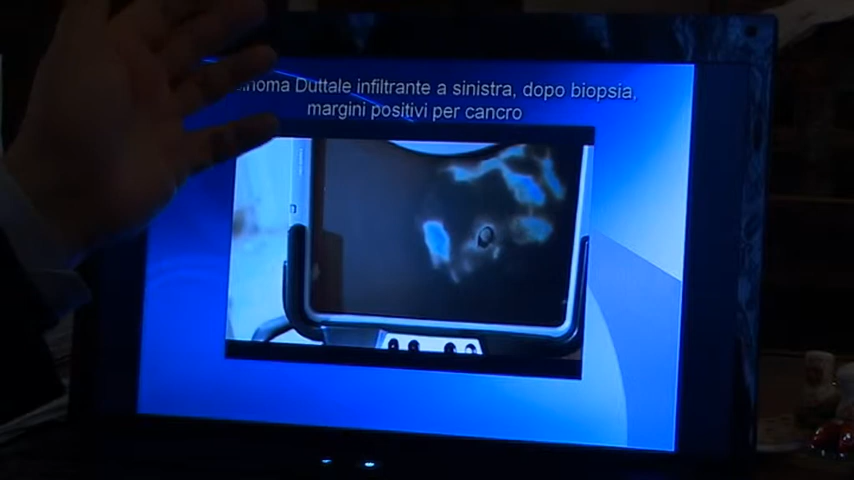 Duttale infiltrante a sinistra, dopo biopsia,
margini positivi per cancro